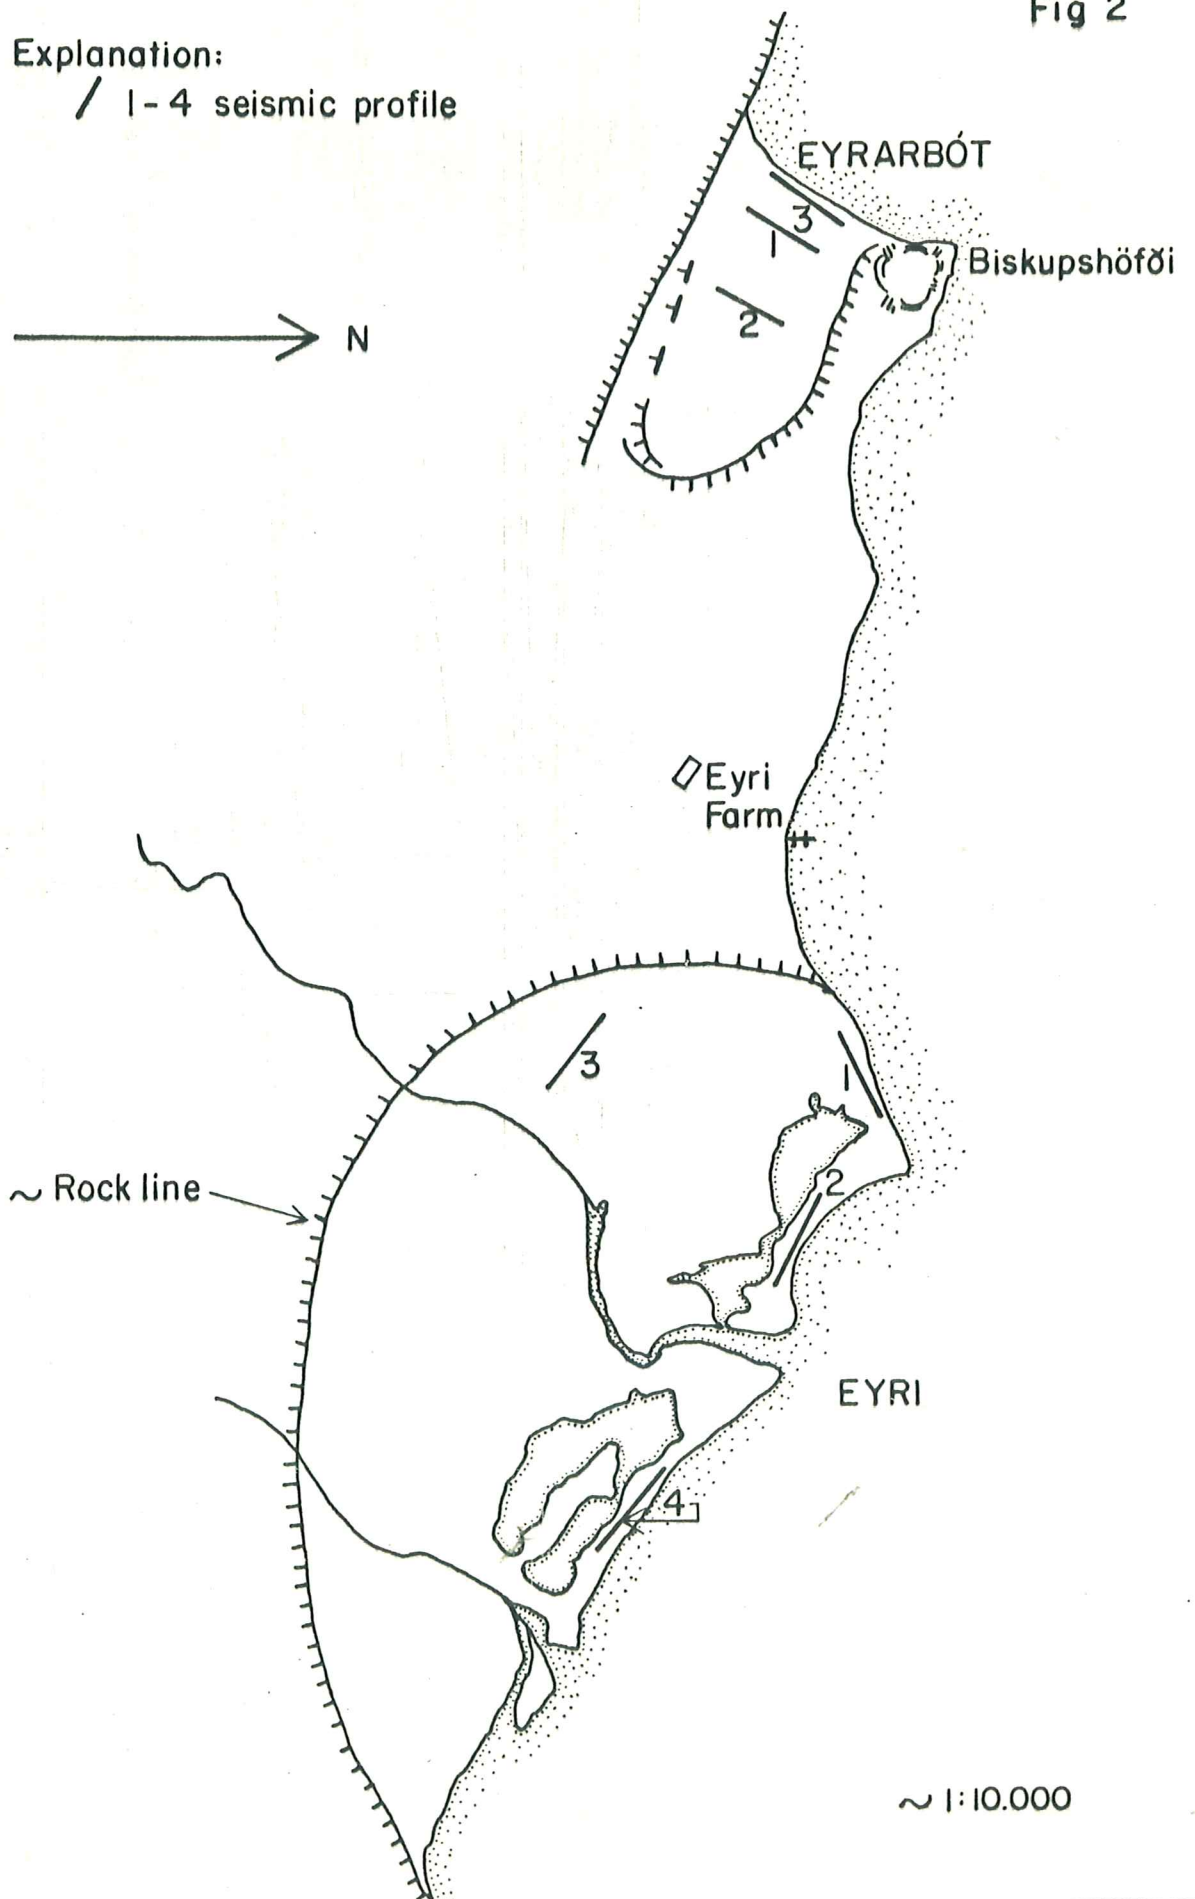 Fig 2
Explanation:
1-4 seismic profile
EYRARBÓT
3
1
Biskupshöfði
2
N
Eyri
Farm
3
1
~ Rock line
2
EYRI
4
~ 1:10.000